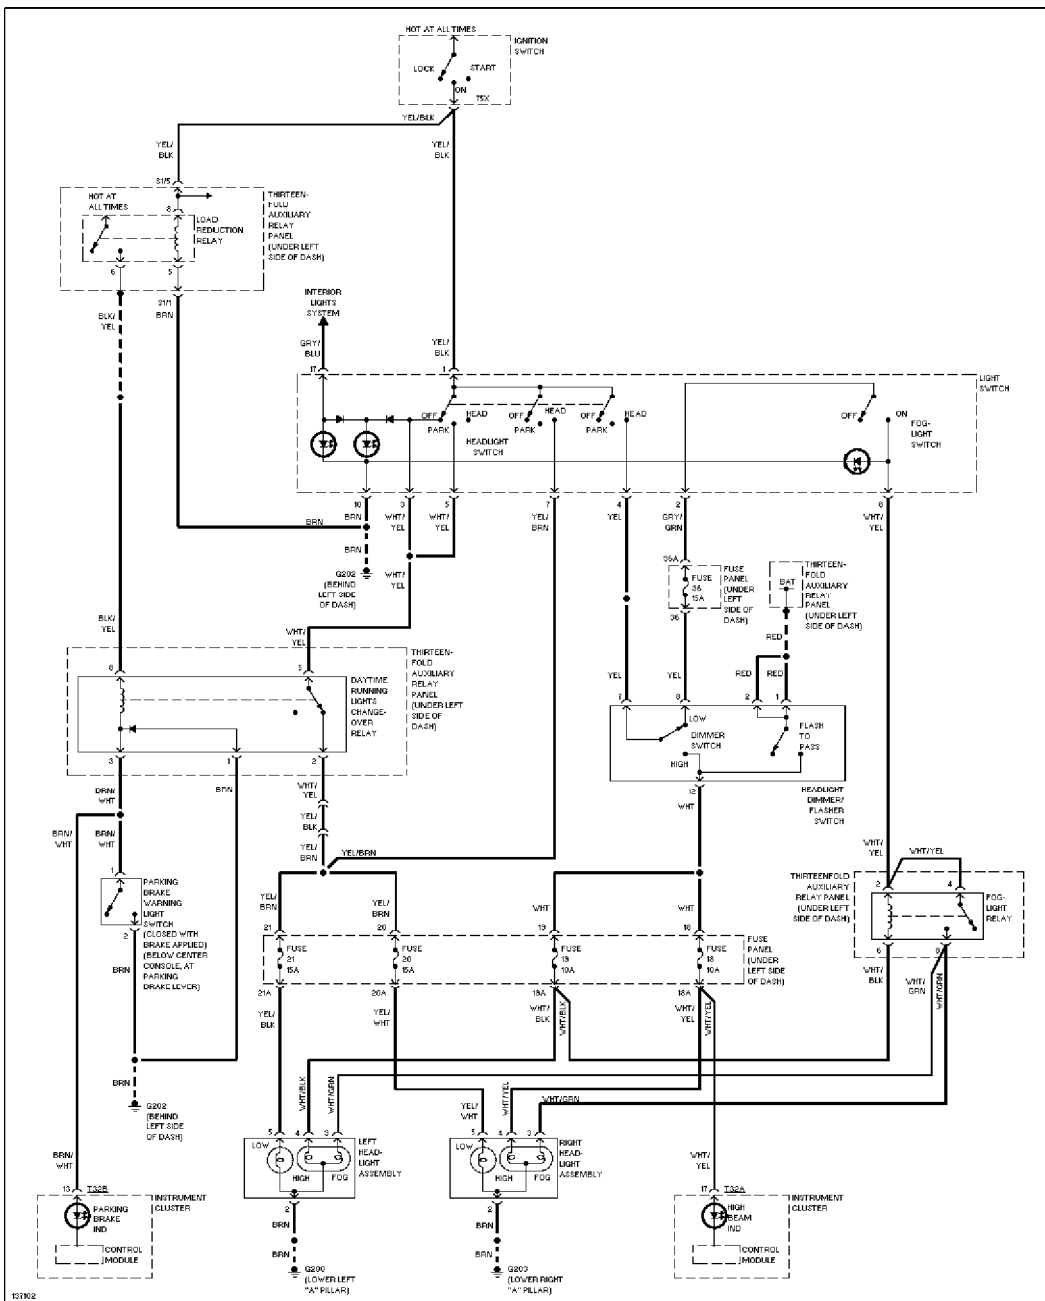 HOT AT ALL TIMES
IGNITION
SWITCH
LOCK
START
ON
T5X
YEL/BLK
YEL/
BLK
YEL/
BLK
S1/5
HOT AT
ALL TIMES
8
LOAD
REDUCTION
RELAY
THIRTEEN-
FOLD
AUXILIARY
RELAY
PANEL
(UNDER LEFT
SIDE OF DASH)
6
5
S1/1
BRN
BLK/
YEL
INTERIOR
LIGHTS
SYSTEM
GRY/
BLU
YEL/
BLK
17
1
LIGHT
SWITCH
OFF
HEAD
PARK
HEADLIGHT
SWITCH
OFF
HEAD
PARK
OFF
HEAD
PARK
OFF
ON
FOG-
LIGHT
SWITCH
10
3
5
7
4
2
8
BRN
BRN
WHT/
YEL
WHT/
YEL
YEL/
BRN
YEL
GRY/
GRN
WHT/
YEL
BRN
G202
(BEHIND
LEFT SIDE
OF DASH)
WHT/
YEL
36A
FUSE
36
15A
36
FUSE
PANEL
(UNDER
LEFT
SIDE OF
DASH)
BAT
THIRTEEN-
FOLD
AUXILIARY
RELAT
PANEL
(UNDER LEFT
SIDE OF DASH)
BLK/
YEL
WHT/
YEL
RED
YEL
YEL
RED
RED
8
5
THIRTEEN-
FOLD
AUXILIARY
RELAY
PANEL
(UNDER LEFT
SIDE OF
DASH)
DAYTIME
RUNNING
LIGHTS
CHANGE-
OVER
RELAY
3
1
2
7
8
2
1
LOW
DIMMER
SWITCH
HIGH
FLASH
TO
PASS
12
WHT
HEADLIGHT
DIMMER/
FLASHER
SWITCH
DRN/
WHT
BRN
WHT/
YEL
YEL/
BLK
BRN/
WHT
BRN/
WHT
YEL/
BRN
YEL/BRN
WHT/
YEL
WHT/YEL
1
PARKING
BRAKE
WARNING
LIGHT
SWITCH
(CLOSED WITH
BRAKE APPLIED)
(BELOW CENTER
CONSOLE, AT
PARKING
BRAKE LEVER)
2
BRN
YEL/
BRN
YEL/
BRN
WHT
WHT
21
20
19
18
FUSE
21
15A
FUSE
20
15A
FUSE
19
10A
FUSE
18
10A
FUSE
PANEL
(UNDER
LEFT SIDE
OF DASH)
21A
20A
19A
18A
THIRTEENFOLD
AUXILIARY
RELAY PANEL
(UNDER LEFT
SIDE OF DASH)
2
4
FOG-
LIGHT
RELAY
6
8
YEL/
BLK
YEL/
WHT
WHT/
BLK
WHT/BLK
WHT/
YEL
WHT/YEL
WHT/
BLK
WHT/
GRN
WHT/GRN
BRN
G202
(BEHIND
LEFT SIDE
OF DASH)
WHT/BLK
WHT/GRN
YEL/
WHT
WHT/YEL
WHT/GRN
5
4
3
LOW
HIGH
FOG
LEFT
HEAD-
LIGHT
ASSEMBLY
2
5
4
3
LOW
HIGH
FOG
RIGHT
HEAD-
LIGHT
ASSEMBLY
2
BRN/
WHT
WHT/
YEL
13
T32B
INSTRUMENT
CLUSTER
PARKING
BRAKE
IND
CONTROL
MODULE
BRN
BRN
G200
(LOWER LEFT
"A" PILLAR)
BRN
BRN
G203
(LOWER RIGHT
"A" PILLAR)
17
T32A
INSTRUMENT
CLUSTER
HIGH
BEAM
IND
CONTROL
MODULE
137102